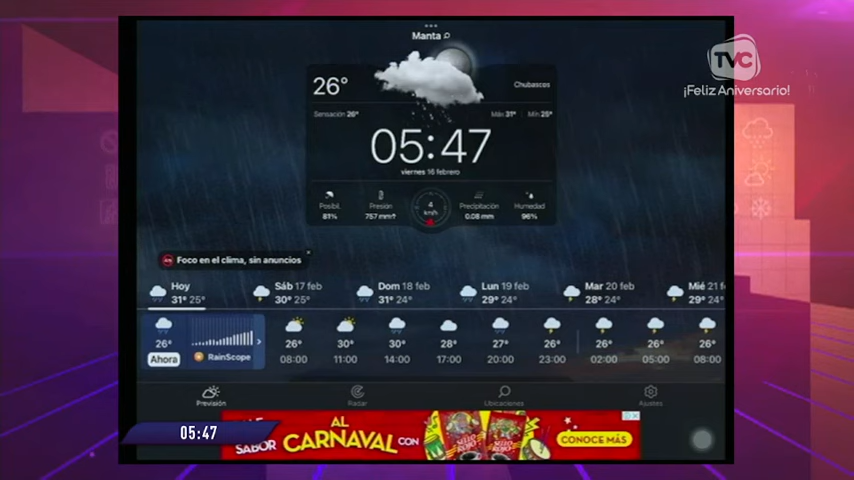 Manta
TVC
¡Feliz Aniversario!
26° Chubascos
Sensación 26° Máx 31° Mín 25°
05:47
viernes 16 febrero
Posibil. Presión 4 Precipitación Humedad
81% 757 mm? km/h 0.08 mm 96%
Foco en el clima, sin anuncios
Hoy Sáb 17 feb Dom 18 feb Lun 19 feb Mar 20 feb Mié 21 f
31° 25° 30° 25° 31° 24° 29° 24° 28° 24° 29° 24°
26° 26° 30° 30° 28° 27° 26° 26° 26° 26°
Ahora RainScope 08:00 11:00 14:00 17:00 20:00 23:00 02:00 05:00 08:00
Previsión Radar Ubicaciones Ajustes
05:47
SABOR
AL
CARNAVAL CON
SELLO ROJO
CONOCE MÁS